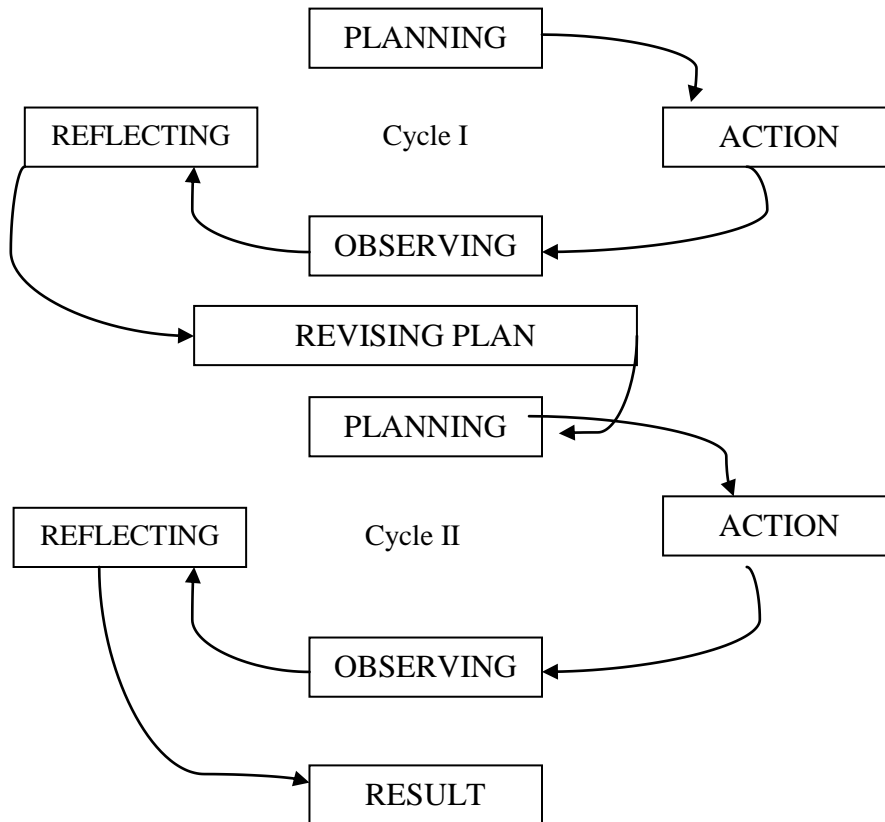 PLANNING
REFLECTING
Cycle I
ACTION
OBSERVING
REVISING PLAN
PLANNING
REFLECTING
Cycle II
ACTION
OBSERVING
RESULT